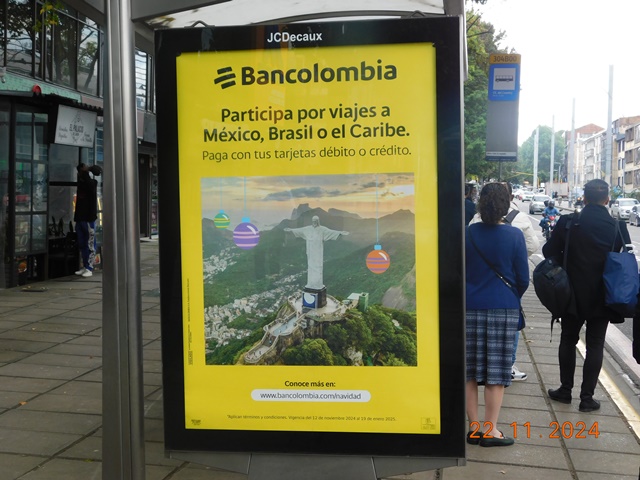 JCDecaux
Bancolombia
Participa por viajes a
México, Brasil o el Caribe.
Paga con tus tarjetas débito o crédito.
Conoce más en:
www.bancolombia.com/navidad
22 11 2024